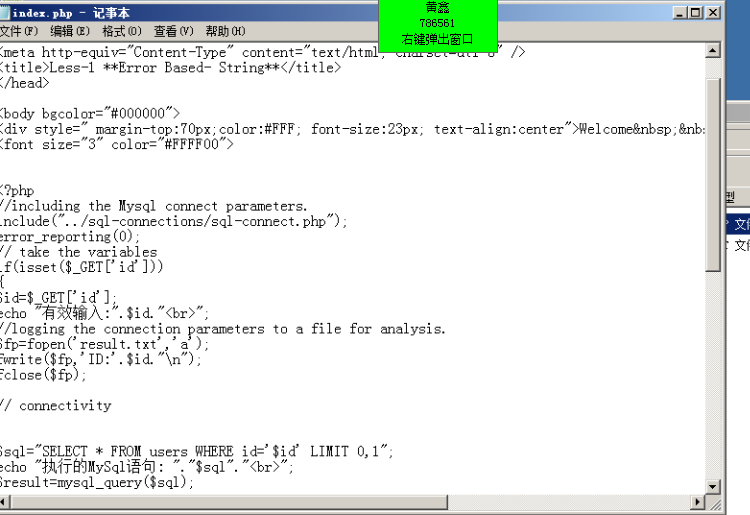 index.php - 记事本
黄鑫
786561
右键弹出窗口
文件(F) 编辑(E) 格式(O) 查看(V) 帮助(H)
<meta http-equiv="Content-Type" content="text/html; charset=utf-8" />
<title>Less-1 **Error Based- String**</title>
</head>
<body bgcolor="#000000">
<div style=" margin-top:70px;color:#FFF; font-size:23px; text-align:center">Welcome&nbsp;&nb
<font size="3" color="#FFFF00">
<?php
//including the Mysql connect parameters.
include("../sql-connections/sql-connect.php");
error_reporting(0);
// take the variables
if(isset($_GET['id']))
{
$id=$_GET['id'];
echo "有效输入:".$id."<br>";
//logging the connection parameters to a file for analysis.
$fp=fopen('result.txt','a');
fwrite($fp,'ID:'.$id."\n");
fclose($fp);
// connectivity
$sql="SELECT * FROM users WHERE id='$id' LIMIT 0,1";
echo "执行的MySql语句: "."$sql"."<br>";
$result=mysql_query($sql);
型
文件
文件